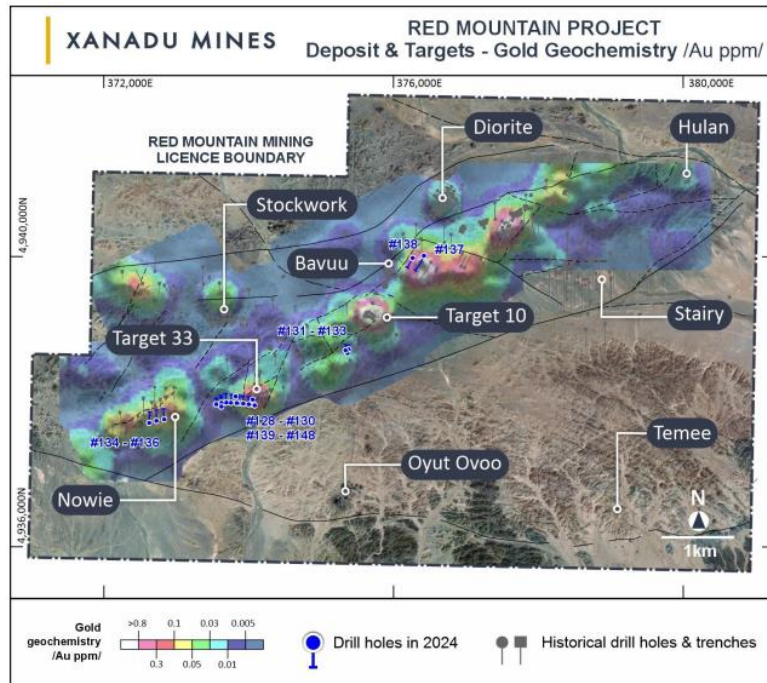 XANADU MINES
RED MOUNTAIN PROJECT
Deposit & Targets - Gold Geochemistry /Au ppm/
372,000E
376,000E
380,000E
RED MOUNTAIN MINING
LICENCE BOUNDARY
Diorite
Hulan
Stockwork
4,940,000N
#138
#137
Bavuu
#131 - #133
Target 10
Stairy
Target 33
#128 - #130
#139 - #148
#134 - #136
Temee
Oyut Ovoo
Nowie
4,936,000N
N
1km
Gold
geochemistry
/Au ppm/
>0.8 0.1 0.03 0.005
0.3 0.05 0.01
Drill holes in 2024
Historical drill holes & trenches